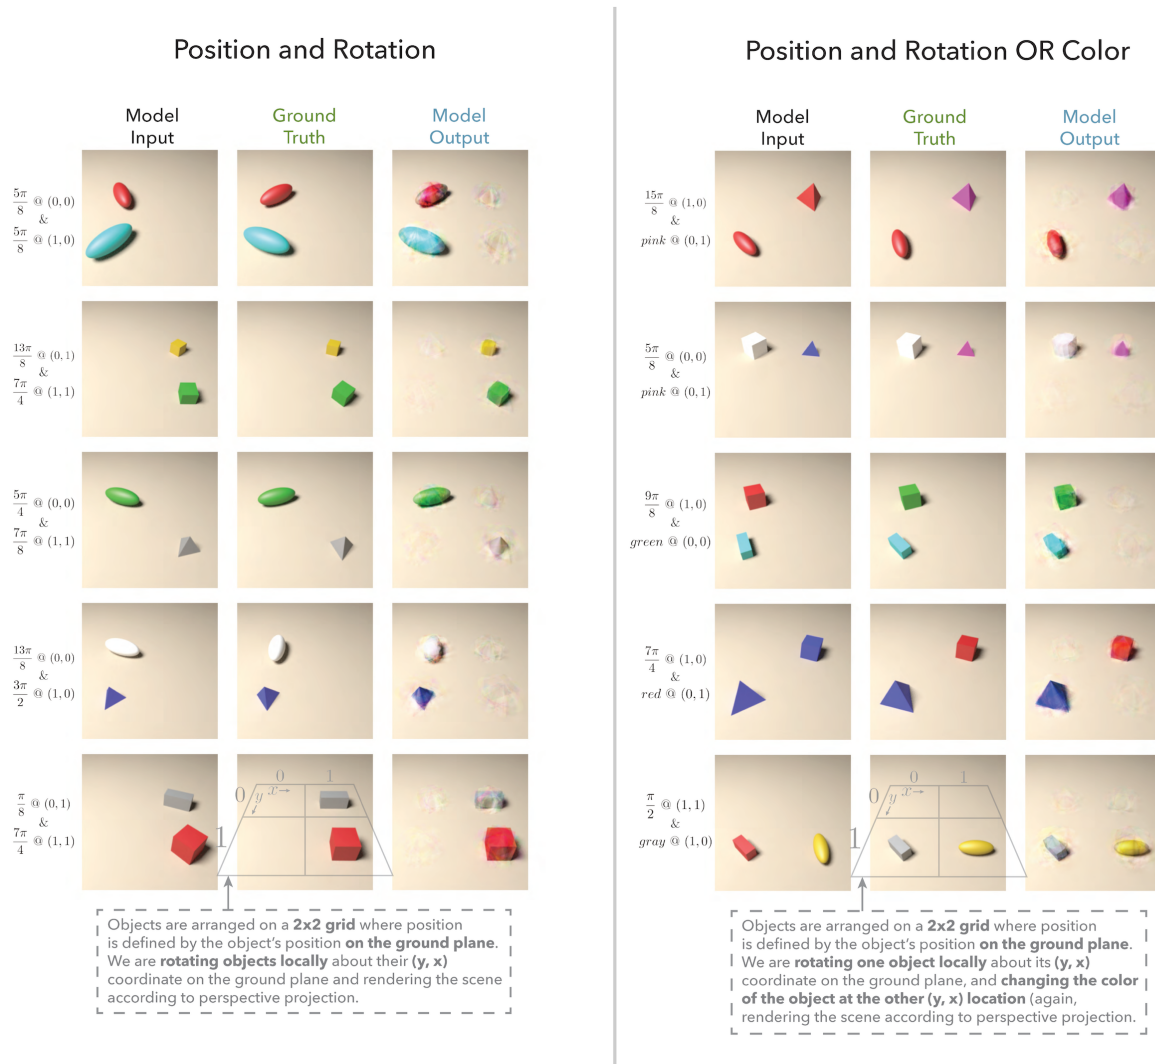 Position and Rotation
Model Input
Ground Truth
Model Output
5π/8 @ (0,0)
&
5π/8 @ (1,0)
13π/8 @ (0,1)
&
7π/4 @ (1,1)
5π/4 @ (0,0)
&
7π/8 @ (1,1)
13π/8 @ (0,0)
&
3π/2 @ (1,0)
π/8 @ (0,1)
&
7π/4 @ (1,1)
0 1
0 y x→
1
Objects are arranged on a 2x2 grid where position
is defined by the object's position on the ground plane.
We are rotating objects locally about their (y, x)
coordinate on the ground plane and rendering the scene
according to perspective projection.
Position and Rotation OR Color
Model Input
Ground Truth
Model Output
15π/8 @ (1,0)
&
pink @ (0,1)
5π/8 @ (0,0)
&
pink @ (0,1)
9π/8 @ (1,0)
&
green @ (0,0)
7π/4 @ (1,0)
&
red @ (0,1)
π/2 @ (1,1)
&
gray @ (1,0)
0 1
0 y x→
1
Objects are arranged on a 2x2 grid where position
is defined by the object's position on the ground plane.
We are rotating one object locally about its (y, x)
coordinate on the ground plane, and changing the color
of the object at the other (y, x) location (again,
rendering the scene according to perspective projection.